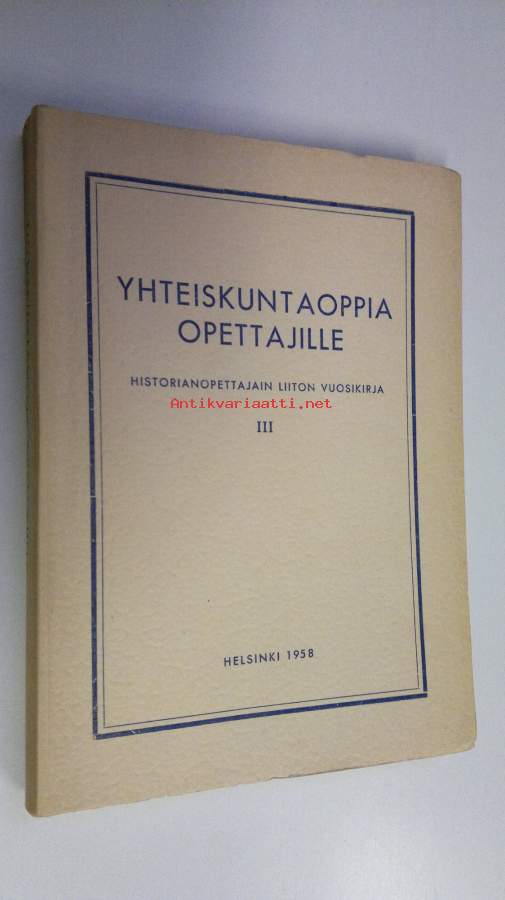 YHTEISKUNTAOPPIA
OPETTAJILLE
HISTORIANOPETTAJAIN LIITON VUOSIKIRJA
Antikvariaatti.net
III
HELSINKI 1958